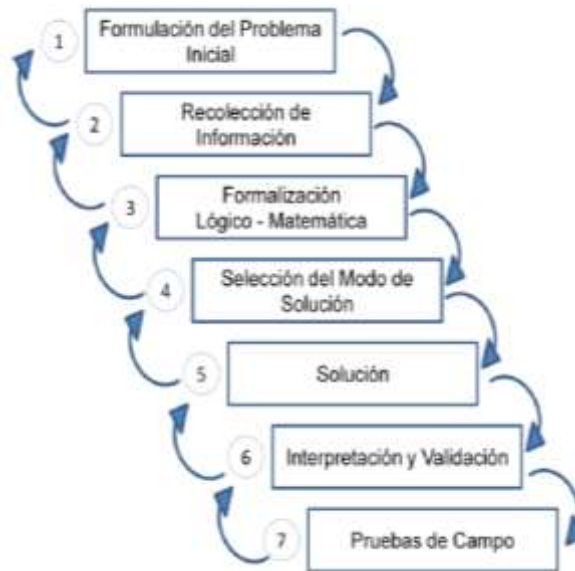 1
Formulación del Problema
Inicial
2
Recolección de
Información
3
Formalización
Lógico - Matemática
4
Selección del Modo de
Solución
5
Solución
6
Interpretación y Validación
7
Pruebas de Campo